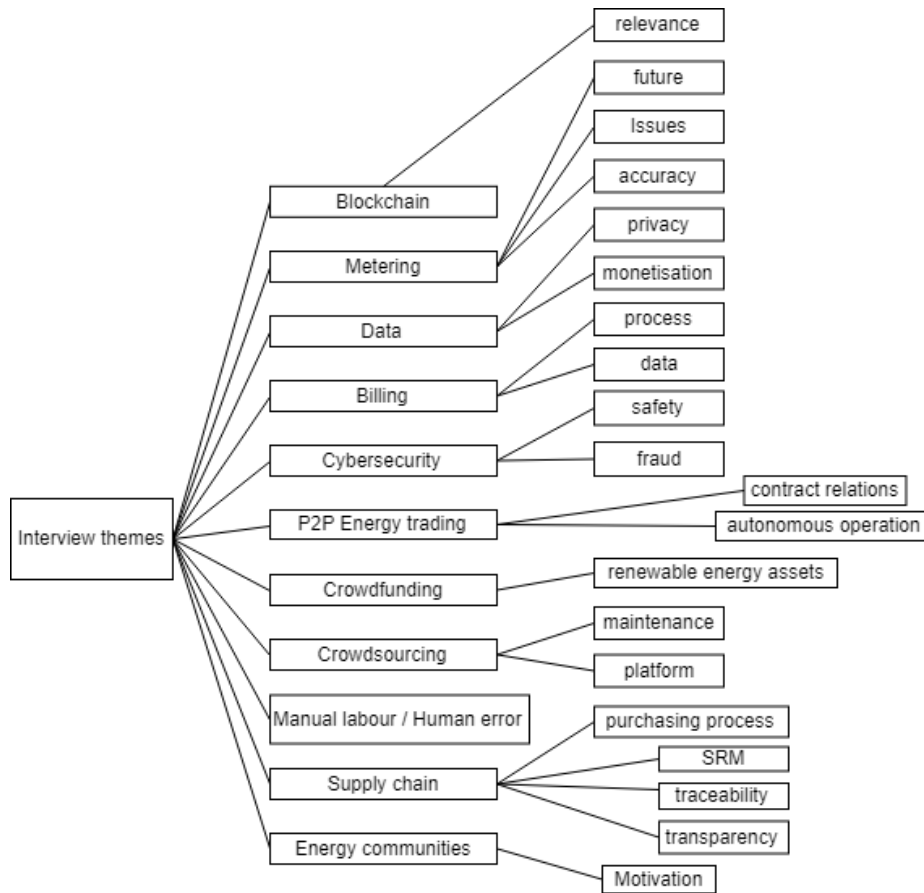 relevance
future
Issues
accuracy
privacy
monetisation
process
data
safety
fraud
contract relations
autonomous operation
renewable energy assets
maintenance
platform
purchasing process
SRM
traceability
transparency
Motivation
Blockchain
Metering
Data
Billing
Cybersecurity
P2P Energy trading
Crowdfunding
Crowdsourcing
Manual labour / Human error
Supply chain
Energy communities
Interview themes